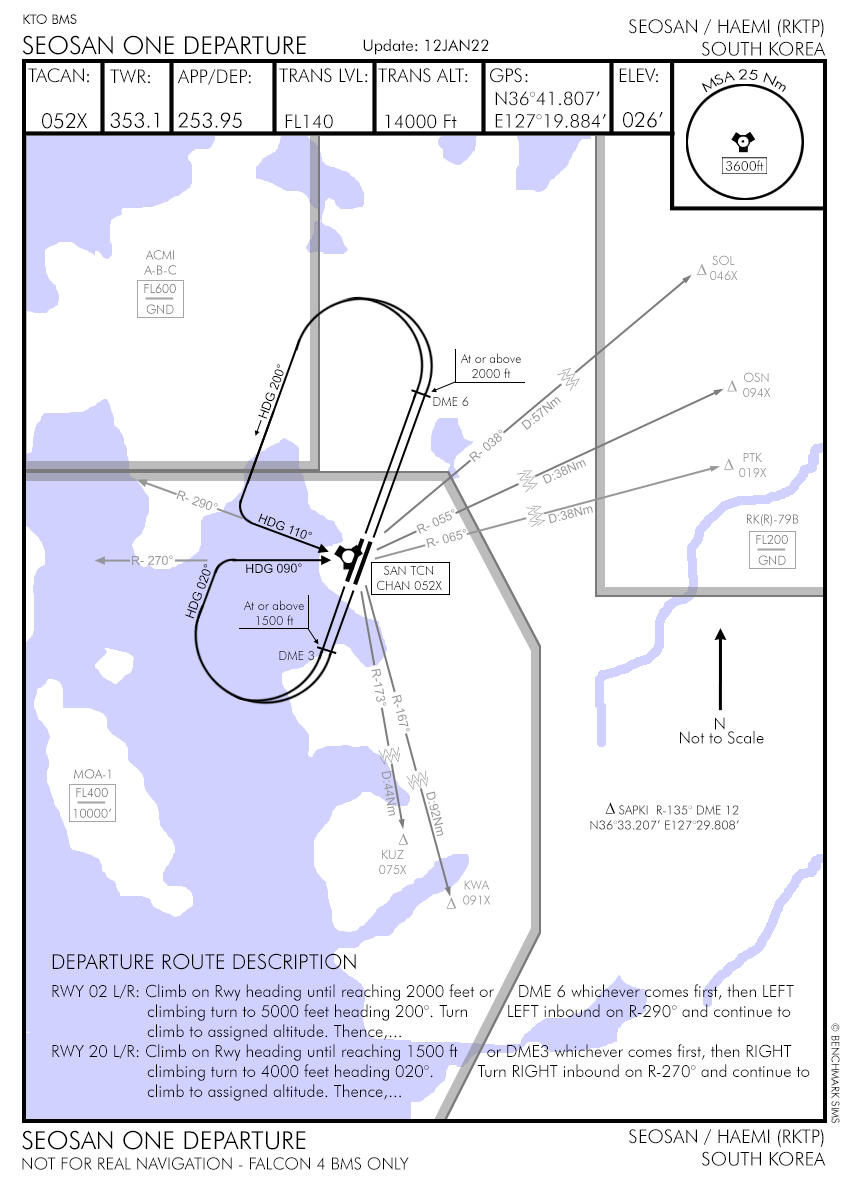 KTO BMS
SEOSAN ONE DEPARTURE
Update: 12JAN22
SEOSAN / HAEMI (RKTP)
SOUTH KOREA
TACAN:
052X
TWR:
353.1
APP/DEP:
253.95
TRANS LVL:
FL140
TRANS ALT:
14000 Ft
GPS:
N36°41.807’
E127°19.884’
ELEV:
026’
MSA 25 Nm
3600ft
ACMI
A-B-C
FL600
GND
SOL
046X
At or above
2000 ft
DME 6
HDG 200°
D:57Nm
R- 038°
OSN
094X
D:38Nm
R- 055°
PTK
019X
D:38Nm
R- 065°
RK(R)-79B
FL200
GND
R- 290°
HDG 110°
R- 270°
HDG 090°
HDG 020°
SAN TCN
CHAN 052X
At or above
1500 ft
DME 3
R-173°
R-167°
D:44Nm
D:92Nm
N
Not to Scale
MOA-1
FL400
10000’
SAPKI R-135° DME 12
N36°33.207’ E127°29.808’
KUZ
075X
KWA
091X
DEPARTURE ROUTE DESCRIPTION
RWY 02 L/R: Climb on Rwy heading until reaching 2000 feet or DME 6 whichever comes first, then LEFT
climbing turn to 5000 feet heading 200°. Turn LEFT inbound on R-290° and continue to
climb to assigned altitude. Thence,...
RWY 20 L/R: Climb on Rwy heading until reaching 1500 ft or DME3 whichever comes first, then RIGHT
climbing turn to 4000 feet heading 020°. Turn RIGHT inbound on R-270° and continue to
climb to assigned altitude. Thence,...
© BENCHMARK SIMS
SEOSAN ONE DEPARTURE
NOT FOR REAL NAVIGATION - FALCON 4 BMS ONLY
SEOSAN / HAEMI (RKTP)
SOUTH KOREA